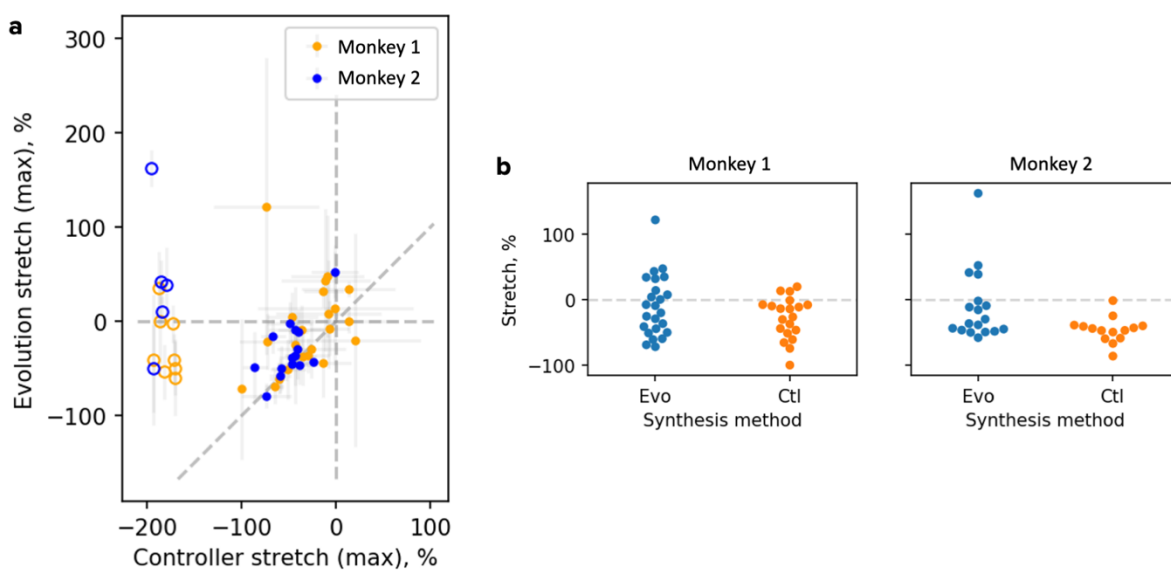 a
300
200
100
0
−100
Evolution stretch (max), %
−200
−100
0
100
Controller stretch (max), %
Monkey 1
Monkey 2
b
Monkey 1
Monkey 2
100
0
−100
Stretch, %
Evo
Ctl
Synthesis method
Evo
Ctl
Synthesis method